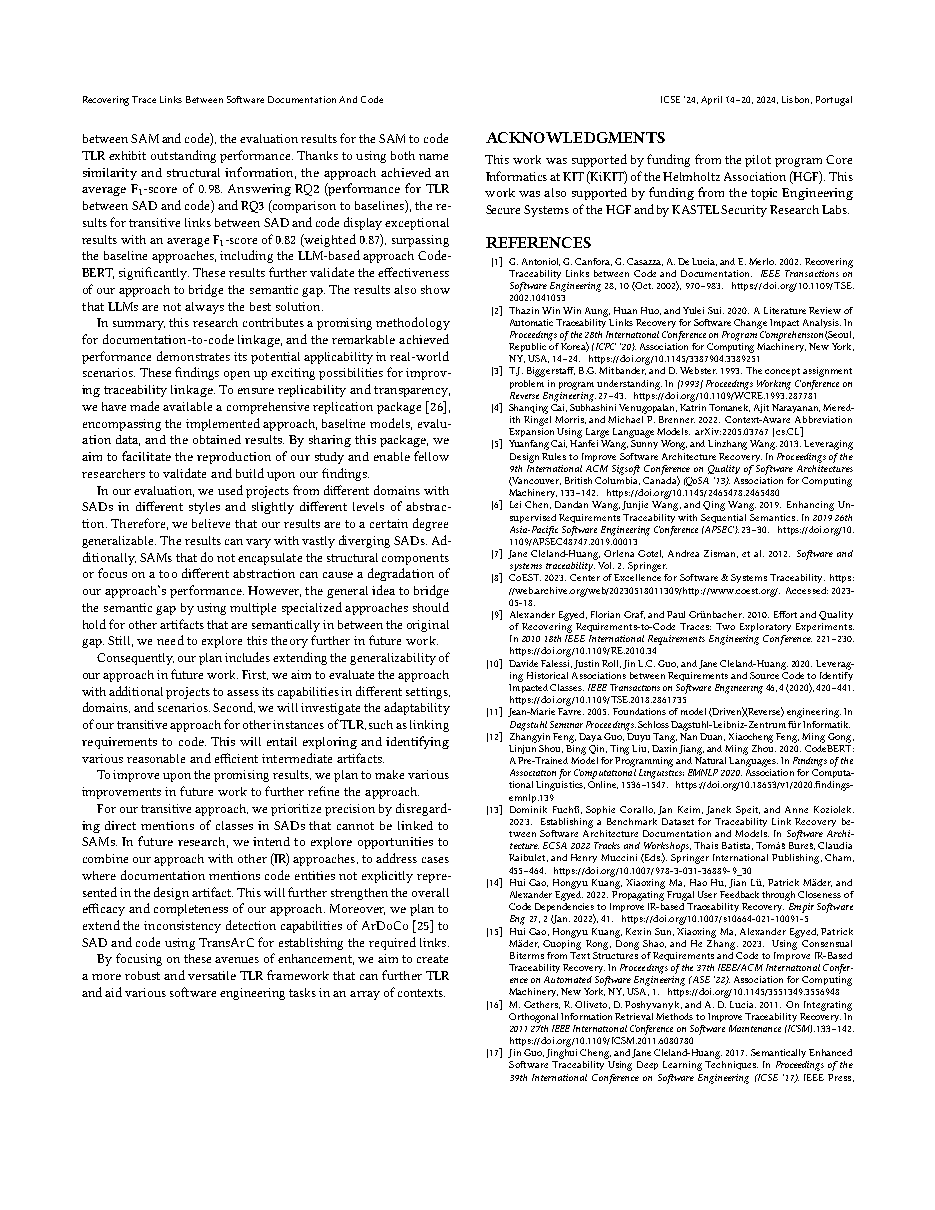 Recovering Trace Links Between Software Documentation And Code
ICSE '24, April 14–20, 2024, Lisbon, Portugal
between SAM and code), the evaluation results for the SAM to code
TLR exhibit outstanding performance. Thanks to using both name
similarity and structural information, the approach achieved an
average F₁-score of 0.98. Answering RQ2 (performance for TLR
between SAD and code) and RQ3 (comparison to baselines), the re-
sults for transitive links between SAD and code display exceptional
results with an average F₁-score of 0.82 (weighted 0.87), surpassing
the baseline approaches, including the LLM-based approach Code-
BERT, significantly. These results further validate the effectiveness
of our approach to bridge the semantic gap. The results also show
that LLMs are not always the best solution.
In summary, this research contributes a promising methodology
for documentation-to-code linkage, and the remarkable achieved
performance demonstrates its potential applicability in real-world
scenarios. These findings open up exciting possibilities for improv-
ing traceability linkage. To ensure replicability and transparency,
we have made available a comprehensive replication package [26],
encompassing the implemented approach, baseline models, evalu-
ation data, and the obtained results. By sharing this package, we
aim to facilitate the reproduction of our study and enable fellow
researchers to validate and build upon our findings.
In our evaluation, we used projects from different domains with
SADs in different styles and slightly different levels of abstrac-
tion. Therefore, we believe that our results are to a certain degree
generalizable. The results can vary with vastly diverging SADs. Ad-
ditionally, SAMs that do not encapsulate the structural components
or focus on a too different abstraction can cause a degradation of
our approach's performance. However, the general idea to bridge
the semantic gap by using multiple specialized approaches should
hold for other artifacts that are semantically in between the original
gap. Still, we need to explore this theory further in future work.
Consequently, our plan includes extending the generalizability of
our approach in future work. First, we aim to evaluate the approach
with additional projects to assess its capabilities in different settings,
domains, and scenarios. Second, we will investigate the adaptability
of our transitive approach for other instances of TLR, such as linking
requirements to code. This will entail exploring and identifying
various reasonable and efficient intermediate artifacts.
To improve upon the promising results, we plan to make various
improvements in future work to further refine the approach.
For our transitive approach, we prioritize precision by disregard-
ing direct mentions of classes in SADs that cannot be linked to
SAMs. In future research, we intend to explore opportunities to
combine our approach with other (IR) approaches, to address cases
where documentation mentions code entities not explicitly repre-
sented in the design artifact. This will further strengthen the overall
efficacy and completeness of our approach. Moreover, we plan to
extend the inconsistency detection capabilities of ArDoCo [25] to
SAD and code using TransArC for establishing the required links.
By focusing on these avenues of enhancement, we aim to create
a more robust and versatile TLR framework that can further TLR
and aid various software engineering tasks in an array of contexts.
ACKNOWLEDGMENTS
This work was supported by funding from the pilot program Core
Informatics at KIT (KiKIT) of the Helmholtz Association (HGF). This
work was also supported by funding from the topic Engineering
Secure Systems of the HGF and by KASTEL Security Research Labs.
REFERENCES
[1] G. Antoniol, G. Canfora, G. Casazza, A. De Lucia, and E. Merlo. 2002. Recovering
Traceability Links between Code and Documentation. IEEE Transactions on
Software Engineering 28, 10 (Oct. 2002), 970–983. https://doi.org/10.1109/TSE.
2002.1041053
[2] Thazin Win Win Aung, Huan Huo, and Yulei Sui. 2020. A Literature Review of
Automatic Traceability Links Recovery for Software Change Impact Analysis. In
Proceedings of the 28th International Conference on Program Comprehension (Seoul,
Republic of Korea) (ICPC '20). Association for Computing Machinery, New York,
NY, USA, 14–24. https://doi.org/10.1145/3387904.3389251
[3] T.J. Biggerstaff, B.G. Mitbander, and D. Webster. 1993. The concept assignment
problem in program understanding. In [1993] Proceedings Working Conference on
Reverse Engineering. 27–43. https://doi.org/10.1109/WCRE.1993.287781
[4] Shanqing Cai, Subhashini Venugopalan, Katrin Tomanek, Ajit Narayanan, Mered-
ith Ringel Morris, and Michael P. Brenner. 2022. Context-Aware Abbreviation
Expansion Using Large Language Models. arXiv:2205.03767 [cs.CL]
[5] Yuanfang Cai, Hanfei Wang, Sunny Wong, and Linzhang Wang. 2013. Leveraging
Design Rules to Improve Software Architecture Recovery. In Proceedings of the
9th International ACM Sigsoft Conference on Quality of Software Architectures
(Vancouver, British Columbia, Canada) (QoSA '13). Association for Computing
Machinery, 133–142. https://doi.org/10.1145/2465478.2465480
[6] Lei Chen, Dandan Wang, Junjie Wang, and Qing Wang. 2019. Enhancing Un-
supervised Requirements Traceability with Sequential Semantics. In 2019 26th
Asia-Pacific Software Engineering Conference (APSEC). 23–30. https://doi.org/10.
1109/APSEC48747.2019.00013
[7] Jane Cleland-Huang, Orlena Gotel, Andrea Zisman, et al. 2012. Software and
systems traceability. Vol. 2. Springer.
[8] CoEST. 2023. Center of Excellence for Software & Systems Traceability. https:
//web.archive.org/web/20230518011309/http://www.coest.org/. Accessed: 2023-
05-18.
[9] Alexander Egyed, Florian Graf, and Paul Grünbacher. 2010. Effort and Quality
of Recovering Requirements-to-Code Traces: Two Exploratory Experiments.
In 2010 18th IEEE International Requirements Engineering Conference. 221–230.
https://doi.org/10.1109/RE.2010.34
[10] Davide Falessi, Justin Roll, Jin L.C. Guo, and Jane Cleland-Huang. 2020. Leverag-
ing Historical Associations between Requirements and Source Code to Identify
Impacted Classes. IEEE Transactions on Software Engineering 46, 4 (2020), 420–441.
https://doi.org/10.1109/TSE.2018.2861735
[11] Jean-Marie Favre. 2005. Foundations of model (Driven)(Reverse) engineering. In
Dagstuhl Seminar Proceedings. Schloss Dagstuhl-Leibniz-Zentrum für Informatik.
[12] Zhangyin Feng, Daya Guo, Duyu Tang, Nan Duan, Xiaocheng Feng, Ming Gong,
Linjun Shou, Bing Qin, Ting Liu, Daxin Jiang, and Ming Zhou. 2020. CodeBERT:
A Pre-Trained Model for Programming and Natural Languages. In Findings of the
Association for Computational Linguistics: EMNLP 2020. Association for Computa-
tional Linguistics, Online, 1536–1547. https://doi.org/10.18653/v1/2020.findings-
emnlp.139
[13] Dominik Fuchß, Sophie Corallo, Jan Keim, Janek Speit, and Anne Koziolek.
2023. Establishing a Benchmark Dataset for Traceability Link Recovery be-
tween Software Architecture Documentation and Models. In Software Archi-
tecture. ECSA 2022 Tracks and Workshops, Thais Batista, Tomáš Bureš, Claudia
Raibulet, and Henry Muccini (Eds.). Springer International Publishing, Cham,
455–464. https://doi.org/10.1007/978-3-031-36889-9_30
[14] Hui Gao, Hongyu Kuang, Xiaoxing Ma, Hao Hu, Jian Lü, Patrick Mäder, and
Alexander Egyed. 2022. Propagating Frugal User Feedback through Closeness of
Code Dependencies to Improve IR-based Traceability Recovery. Empir Software
Eng 27, 2 (Jan. 2022), 41. https://doi.org/10.1007/s10664-021-10091-5
[15] Hui Gao, Hongyu Kuang, Kexin Sun, Xiaoxing Ma, Alexander Egyed, Patrick
Mäder, Guoping Rong, Dong Shao, and He Zhang. 2023. Using Consensual
Biterms from Text Structures of Requirements and Code to Improve IR-Based
Traceability Recovery. In Proceedings of the 37th IEEE/ACM International Confer-
ence on Automated Software Engineering (ASE '22). Association for Computing
Machinery, New York, NY, USA, 1. https://doi.org/10.1145/3551349.3556948
[16] M. Gethers, R. Oliveto, D. Poshyvanyk, and A. D. Lucia. 2011. On Integrating
Orthogonal Information Retrieval Methods to Improve Traceability Recovery. In
2011 27th IEEE International Conference on Software Maintenance (ICSM). 133–142.
https://doi.org/10.1109/ICSM.2011.6080780
[17] Jin Guo, Jinghui Cheng, and Jane Cleland-Huang. 2017. Semantically Enhanced
Software Traceability Using Deep Learning Techniques. In Proceedings of the
39th International Conference on Software Engineering (ICSE '17). IEEE Press,